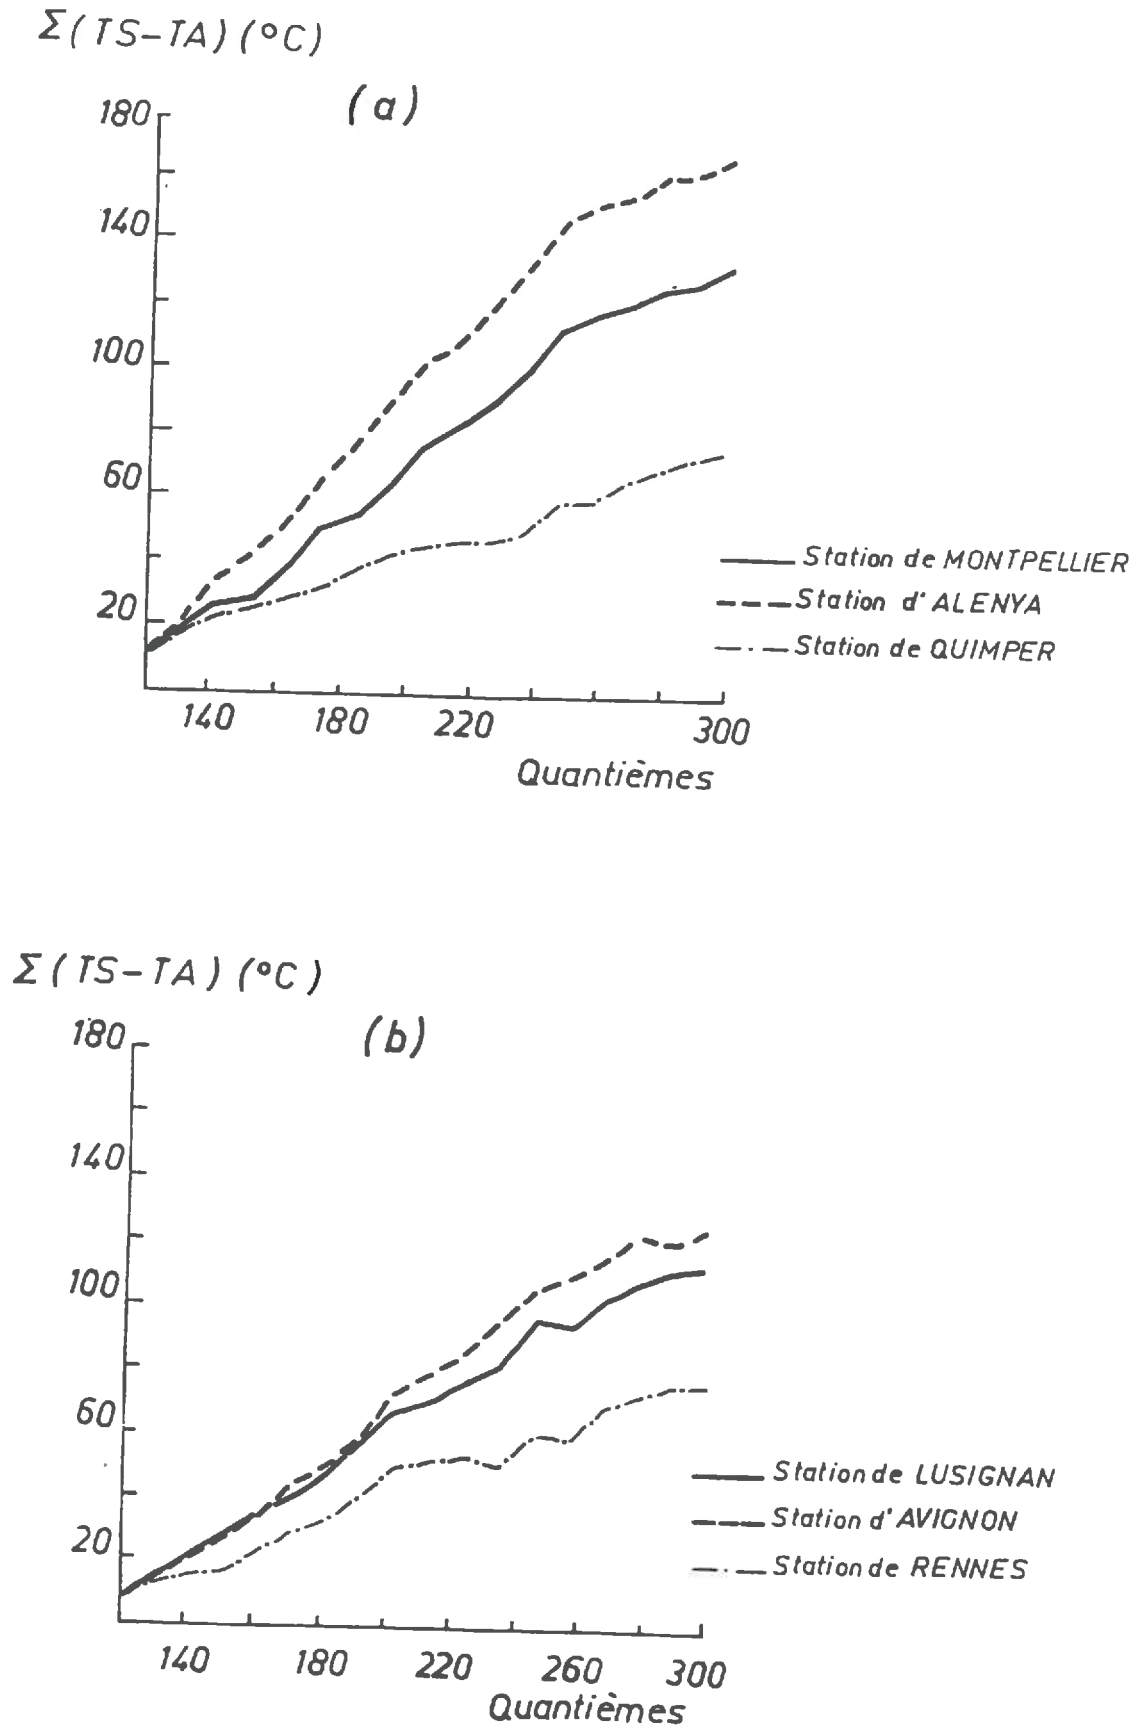 Σ(TS-TA)(°C)
(a)
180
140
100
60
20
Station de MONTPELLIER
Station d'ALENYA
Station de QUIMPER
140 180 220 300
Quantièmes
Σ(TS-TA)(°C)
(b)
180
140
100
60
20
Station de LUSIGNAN
Station d'AVIGNON
Station de RENNES
140 180 220 260 300
Quantièmes